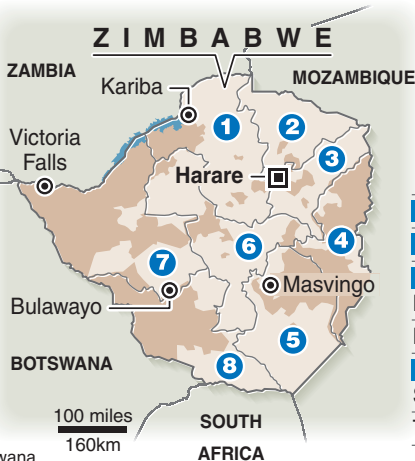 ZIMBABWE
ZAMBIA
MOZAMBIQUE
Kariba
1
2
Victoria
Falls
3
Harare
4
6
7
Masvingo
Bulawayo
5
BOTSWANA
8
100 miles
160km
SOUTH
AFRICA
wana